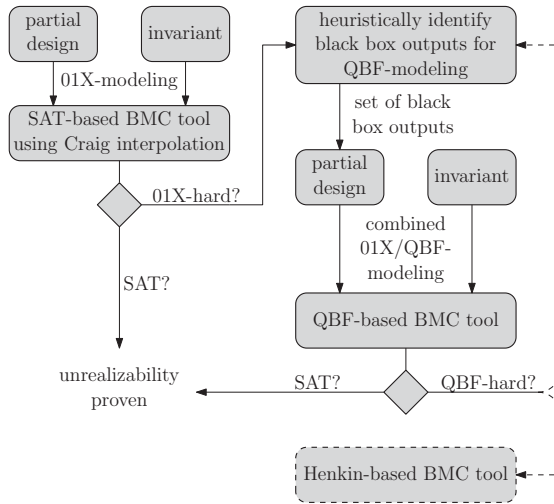 partial
design
invariant
01X-modeling
SAT-based BMC tool
using Craig interpolation
01X-hard?
SAT?
unrealizability
proven
heuristically identify
black box outputs for
QBF-modeling
set of black
box outputs
partial
design
invariant
combined
01X/QBF-
modeling
QBF-based BMC tool
SAT?
QBF-hard?
Henkin-based BMC tool